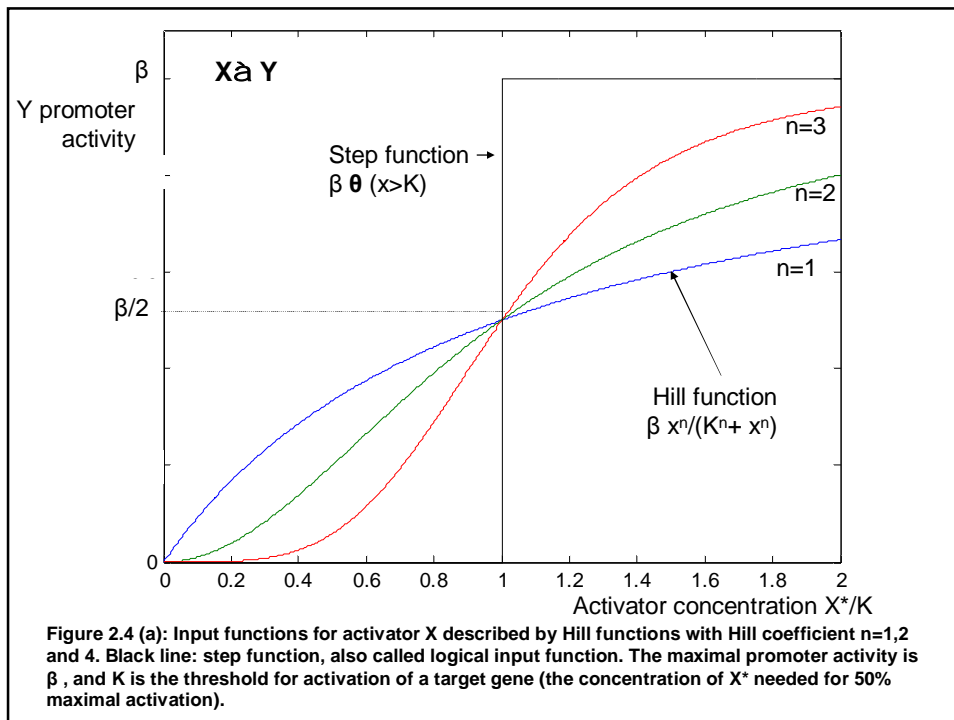 β
Xà Y
Y promoter
activity
n=3
Step function →
β θ (x>K)
n=2
n=1
β/2
Hill function
β xⁿ/(Kⁿ+ xⁿ)
0
0 0.2 0.4 0.6 0.8 1 1.2 1.4 1.6 1.8 2
Activator concentration X*/K
Figure 2.4 (a): Input functions for activator X described by Hill functions with Hill coefficient n=1,2
and 4. Black line: step function, also called logical input function. The maximal promoter activity is
β , and K is the threshold for activation of a target gene (the concentration of X* needed for 50%
maximal activation).